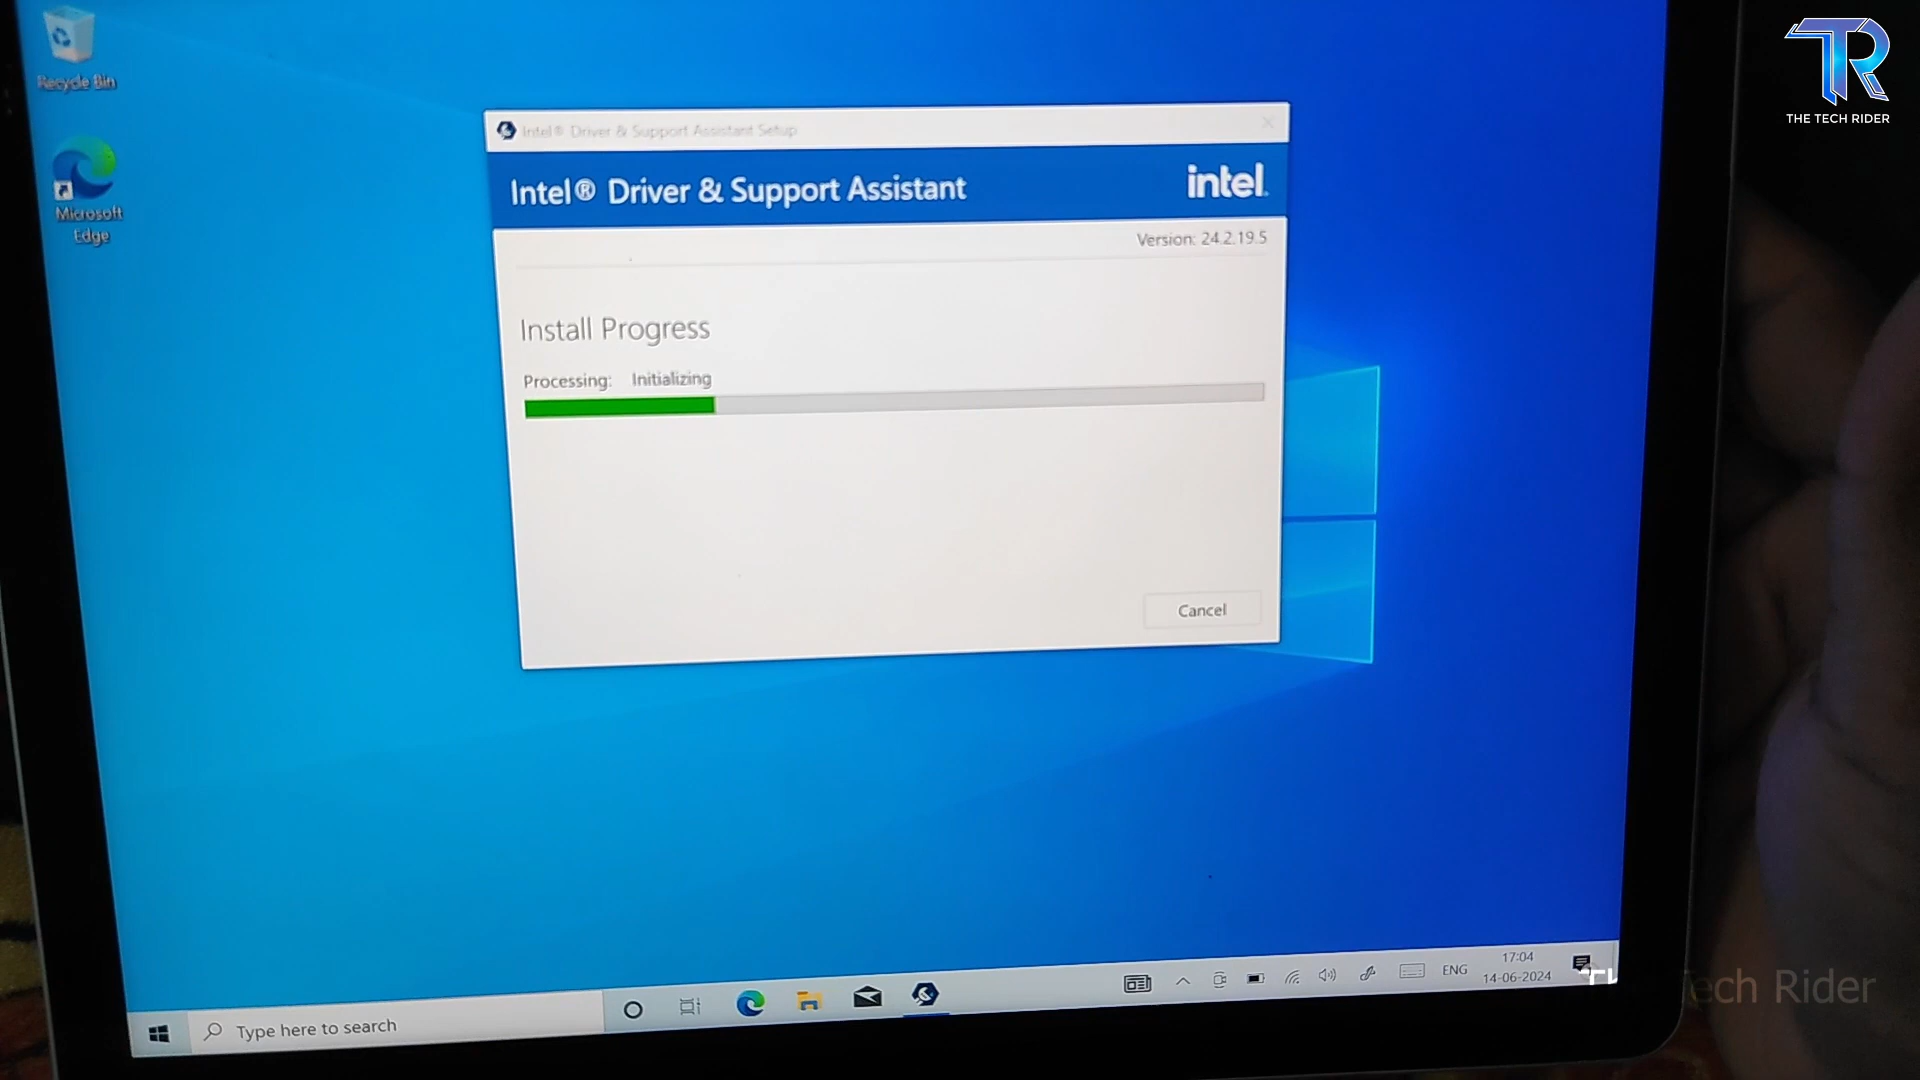 Recycle Bin
Microsoft
Edge
TR
THE TECH RIDER
Intel® Driver & Support Assistant Setup
Intel® Driver & Support Assistant
intel.
Version: 24.2.19.5
Install Progress
Processing: Initializing
Cancel
Type here to search
ENG
17:04
14-06-2024
Tech Rider